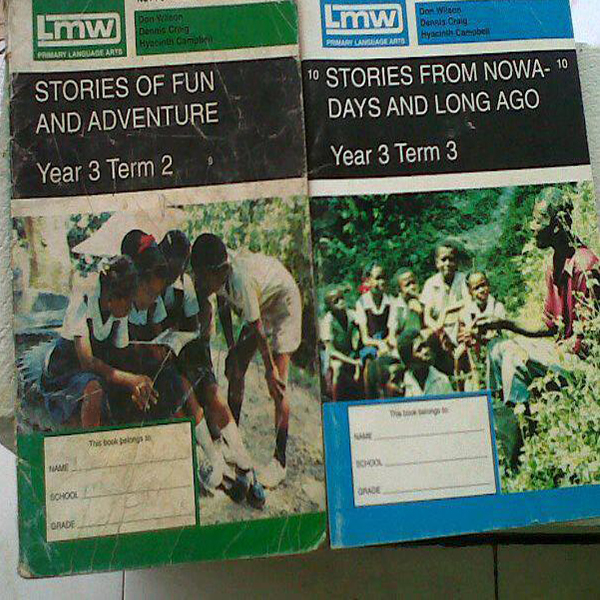 Lmw
PRIMARY LANGUAGE ARTS
Don Wilson
Dennis Craig
Hyacinth Campbell
STORIES OF FUN
AND ADVENTURE
Year 3 Term 2
9
This book belongs to:
NAME
SCHOOL
GRADE
Lmw
PRIMARY LANGUAGE ARTS
Don Wilson
Dennis Craig
Hyacinth Campbell
10 STORIES FROM NOWA- 10
DAYS AND LONG AGO
Year 3 Term 3
This book belongs to:
NAME
SCHOOL
GRADE